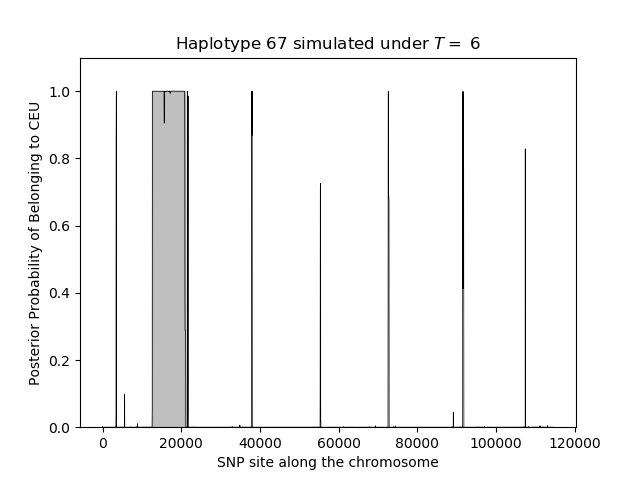 Haplotype 67 simulated under T = 6
Posterior Probability of Belonging to CEU
1.0
0.8
0.6
0.4
0.2
0.0
0 20000 40000 60000 80000 100000 120000
SNP site along the chromosome